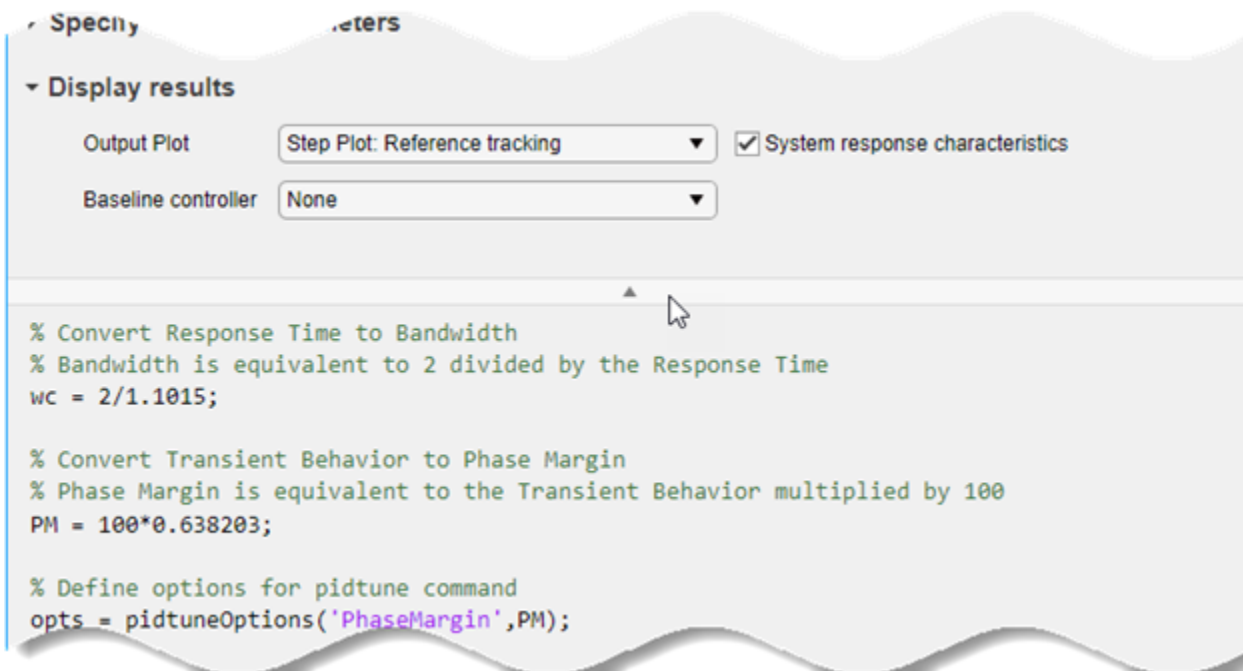 Display results
Output Plot Step Plot: Reference tracking System response characteristics
Baseline controller None
% Convert Response Time to Bandwidth
% Bandwidth is equivalent to 2 divided by the Response Time
wc = 2/1.1015;
% Convert Transient Behavior to Phase Margin
% Phase Margin is equivalent to the Transient Behavior multiplied by 100
PM = 100*0.638203;
% Define options for pidtune command
opts = pidtuneOptions('PhaseMargin',PM);